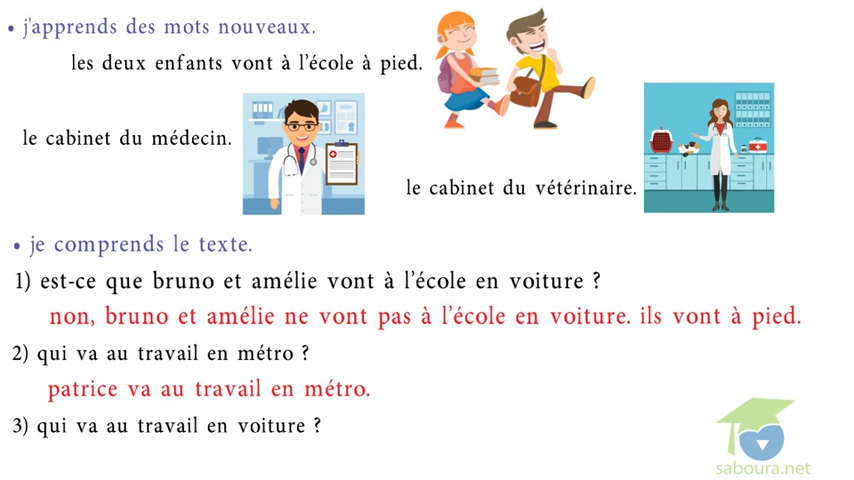 • j'apprends des mots nouveaux.
les deux enfants vont à l'école à pied.
le cabinet du médecin.
le cabinet du vétérinaire.
• je comprends le texte.
1) est-ce que bruno et amélie vont à l'école en voiture ?
non, bruno et amélie ne vont pas à l'école en voiture. ils vont à pied.
2) qui va au travail en métro ?
patrice va au travail en métro.
3) qui va au travail en voiture ?
saboura.net